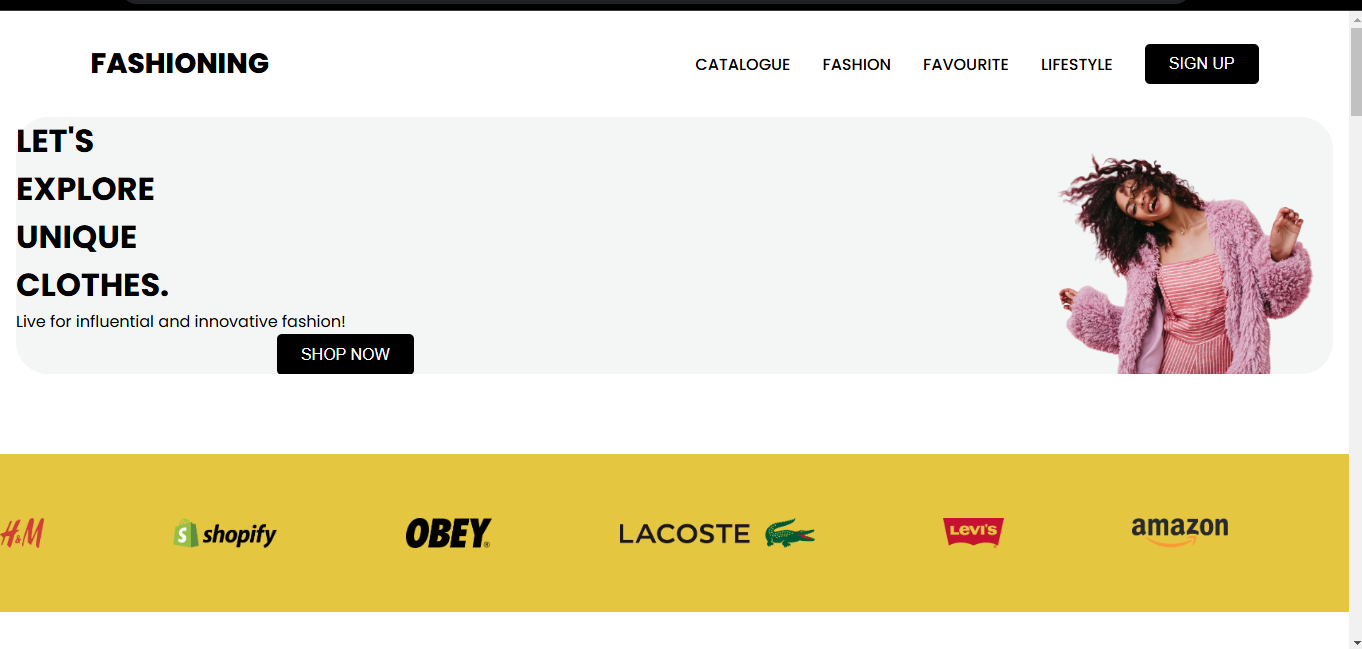 FASHIONING
CATALOGUE FASHION FAVOURITE LIFESTYLE SIGN UP
LET'S
EXPLORE
UNIQUE
CLOTHES.
Live for influential and innovative fashion!
SHOP NOW
H&M shopify OBEY® LACOSTE LEVI'S amazon